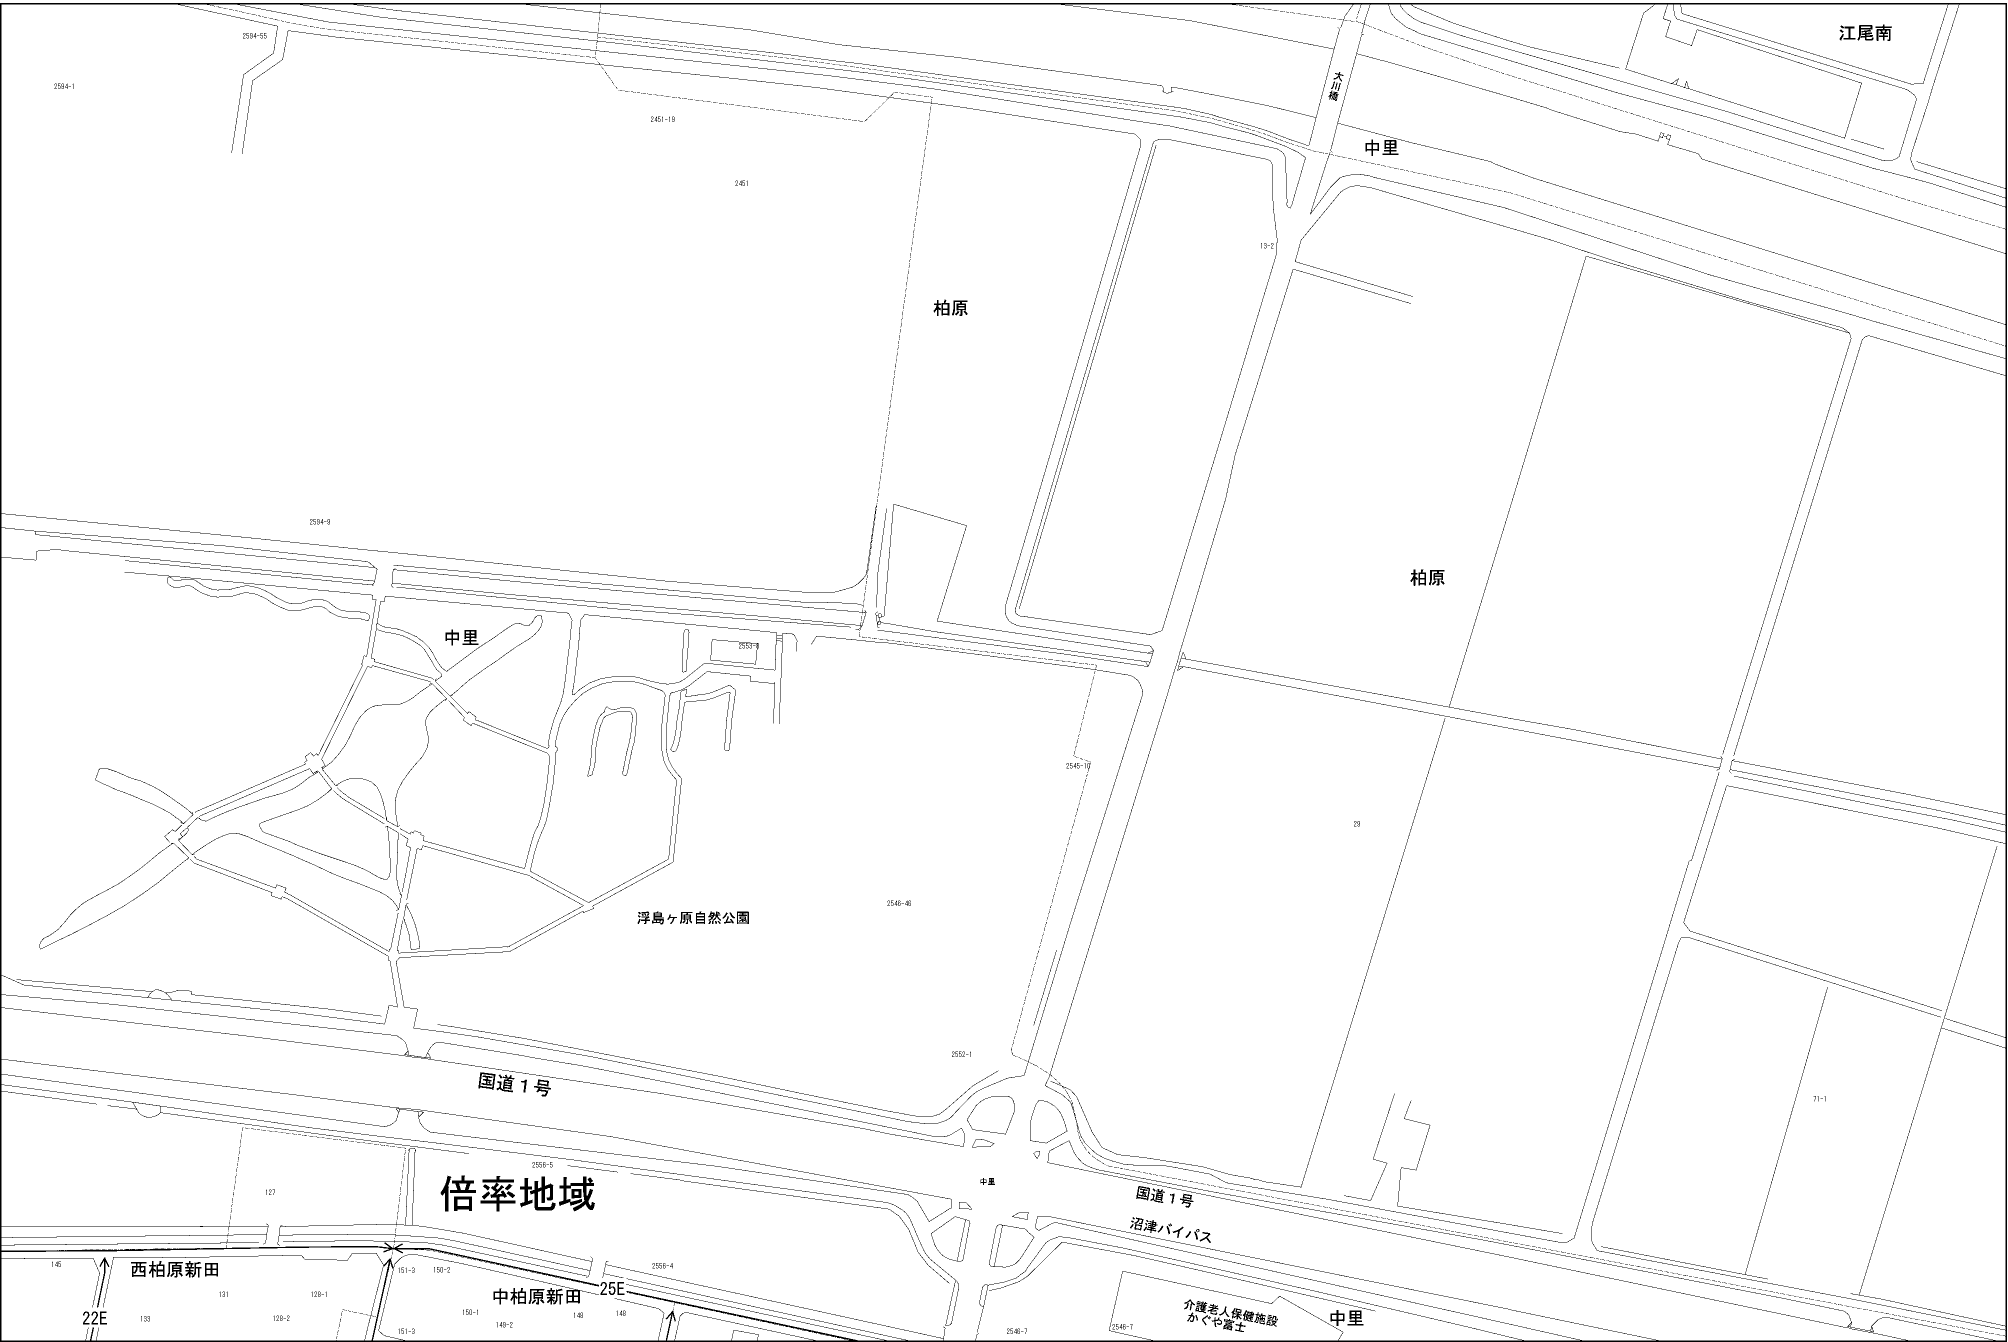 江尾南
2594-55
2594-1
大川橋
2451-19
中里
2451
13-2
柏原
2594-9
柏原
中里
2553-8
2545-10
29
2546-46
浮島ヶ原自然公園
2552-1
国道1号
71-1
2556-5
127
倍率地域
中里
国道1号
沼津バイパス
145
西柏原新田
151-3
150-2
2556-4
25E
131
128-1
中柏原新田
22E
133
128-2
150-1
149-2
148
148
151-3
介護老人保健施設
かぐや富士
中里
2546-7
2546-7